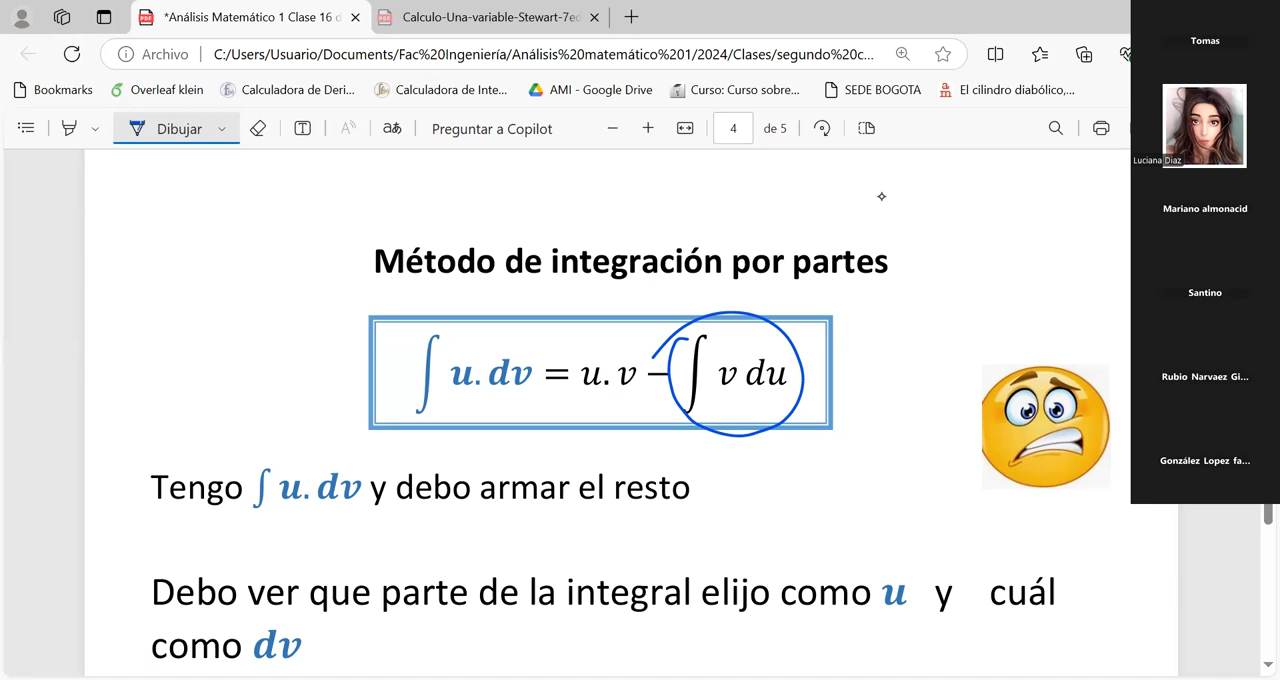 *Análisis Matemático 1 Clase 16 d
Calculo-Una-variable-Stewart-7ed
Archivo
C:/Users/Usuario/Documents/Fac%20Ingeniería/Análisis%20matemático%201/2024/Clases/segundo%20c...
Bookmarks
Overleaf klein
Calculadora de Deri...
Calculadora de Inte...
AMI - Google Drive
Curso: Curso sobre...
SEDE BOGOTA
El cilindro diabólico,...
Dibujar
Preguntar a Copilot
4
de 5
Tomas
Luciana Diaz
Mariano almonacid
Santino
Rubio Narvaez Gi...
González Lopez fa...
Método de integración por partes
∫ u. dv = u. v − ∫ v du
Tengo ∫ u. dv y debo armar el resto
Debo ver que parte de la integral elijo como u y cuál
como dv